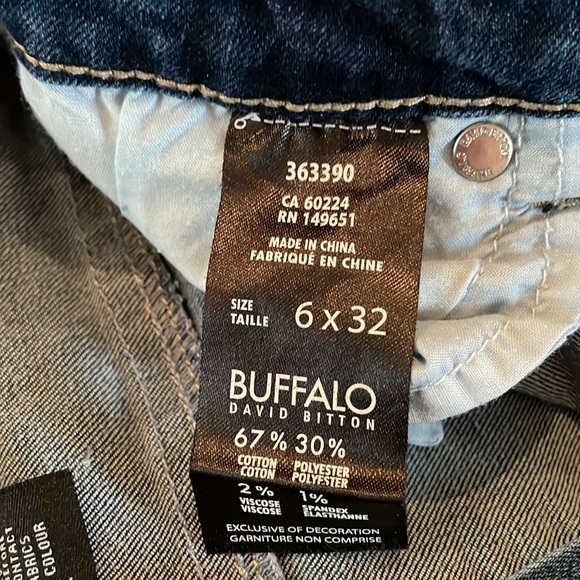 363390
CA 60224
RN 149651
MADE IN CHINA
FABRIQUÉ EN CHINE
SIZE
TAILLE 6 x 32
BUFFALO
DAVID BITTON
67% 30%
COTTON POLYESTER
COTON POLYESTER
2% 1%
VISCOSE SPANDEX
VISCOSE ELASTHANNE
EXCLUSIVE OF DECORATION
GARNITURE NON COMPRISE
COLOUR